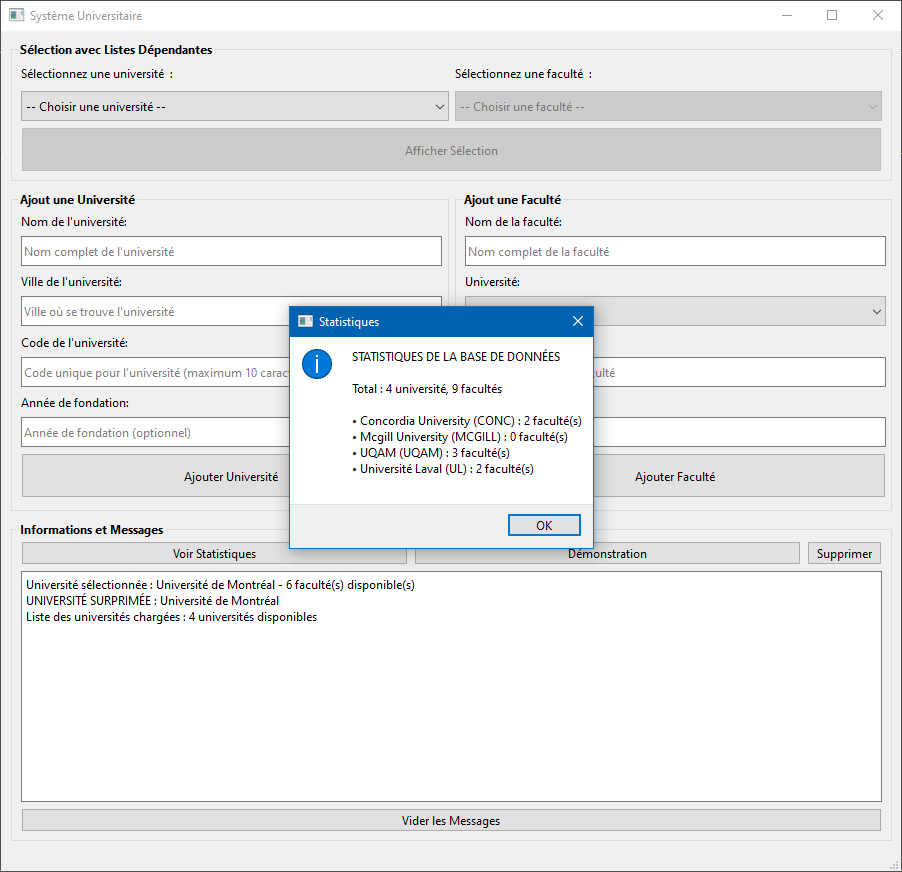 Système Universitaire
Sélection avec Listes Dépendantes
Sélectionnez une université :
Sélectionnez une faculté :
-- Choisir une université --
-- Choisir une faculté --
Afficher Sélection
Ajout une Université
Ajout une Faculté
Nom de l'université:
Nom de la faculté:
Nom complet de l'université
Nom complet de la faculté
Ville de l'université:
Université:
Ville où se trouve l'université
Code de l'université:
Code unique pour l'université (maximum 10
Année de fondation:
Année de fondation (optionnel)
Ajouter Université
Ajouter Faculté
Statistiques
STATISTIQUES DE LA BASE DE DONNÉES
Total : 4 université, 9 facultés
• Concordia University (CONC) : 2 faculté(s)
• Mcgill University (MCGILL) : 0 faculté(s)
• UQAM (UQAM) : 3 faculté(s)
• Université Laval (UL) : 2 faculté(s)
OK
Informations et Messages
Voir Statistiques
Démonstration
Supprimer
Université sélectionnée : Université de Montréal - 6 faculté(s) disponible(s)
UNIVERSITÉ SURPRIMÉE : Université de Montréal
Liste des universités chargées : 4 universités disponibles
Vider les Messages